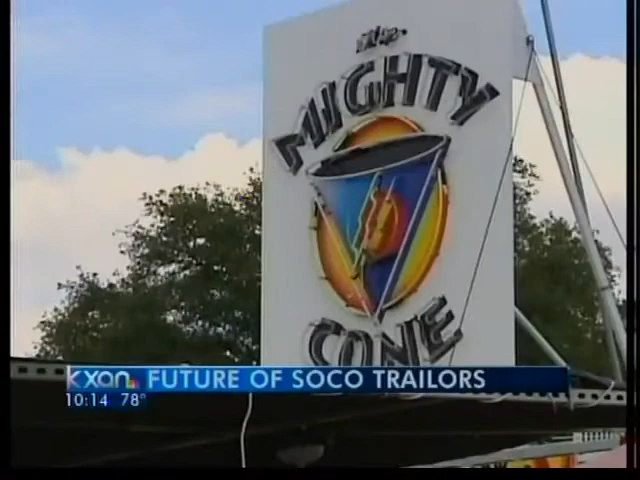 the
MIGHTY
CONE
KXAN FUTURE OF SOCO TRAILORS
10:14 78°